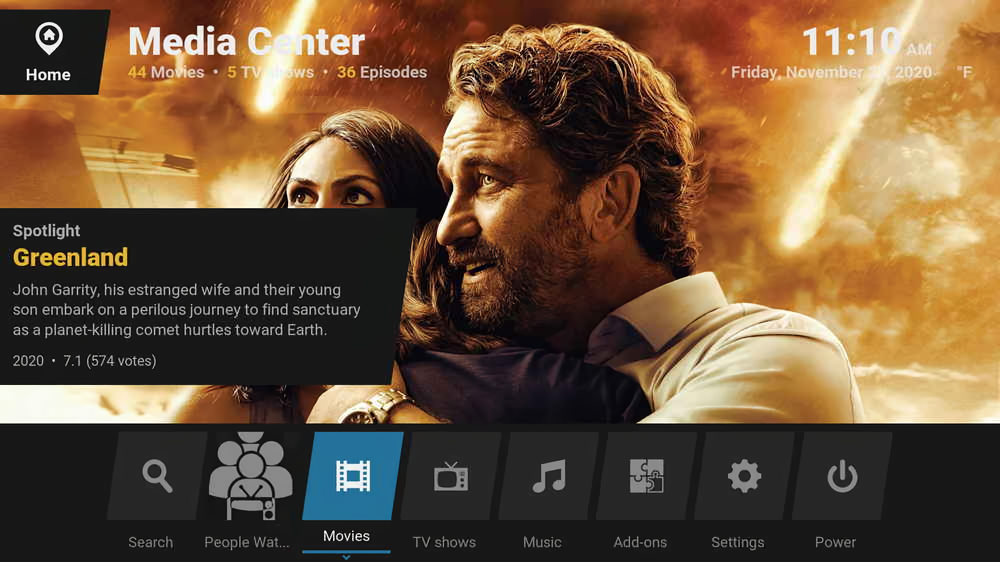 Home
Media Center
44 Movies • 5 TV shows • 36 Episodes
11:10 AM
Friday, November 2020 °F
Spotlight
Greenland
John Garrity, his estranged wife and their young
son embark on a perilous journey to find sanctuary
as a planet-killing comet hurtles toward Earth.
2020 • 7.1 (574 votes)
Search
People Wat...
Movies
TV shows
Music
Add-ons
Settings
Power